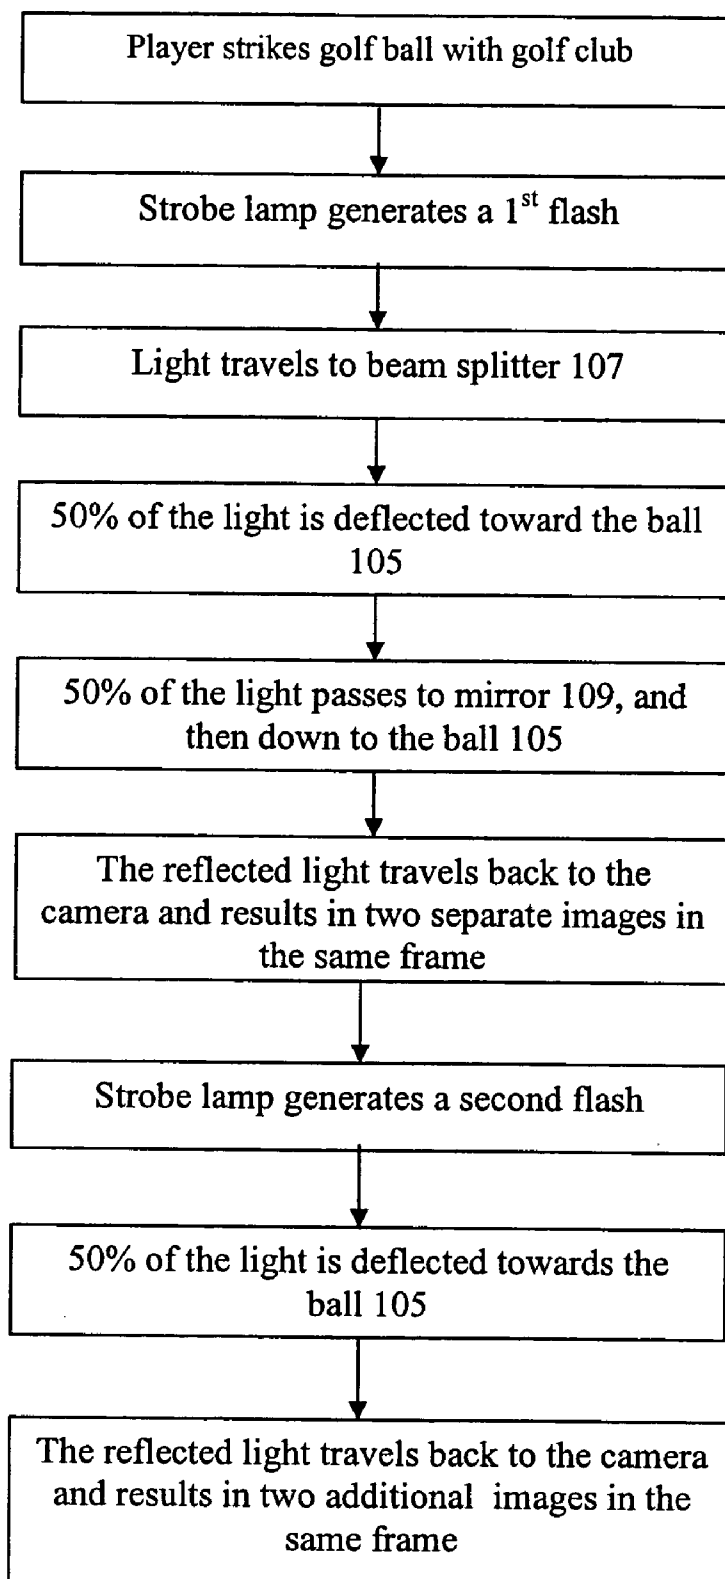 Player strikes golf ball with golf club
Strobe lamp generates a 1st flash
Light travels to beam splitter 107
50% of the light is deflected toward the ball
105
50% of the light passes to mirror 109, and
then down to the ball 105
The reflected light travels back to the
camera and results in two separate images in
the same frame
Strobe lamp generates a second flash
50% of the light is deflected towards the
ball 105
The reflected light travels back to the camera
and results in two additional images in the
same frame